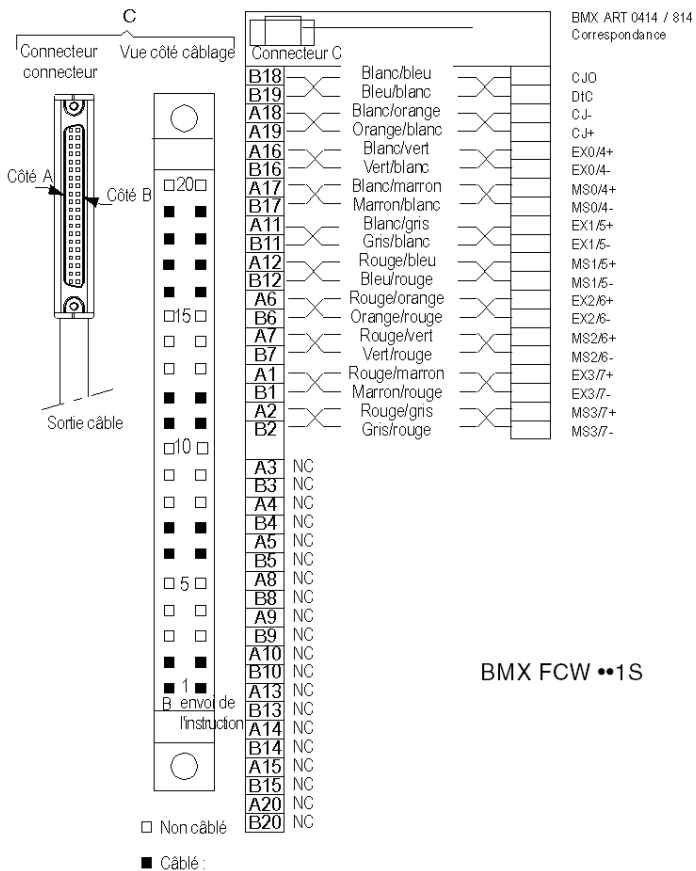 C
Connecteur
connecteur
Vue côté câblage
Connecteur C
BMX ART 0414 / 814
Correspondance
Côté A
Côté B
Sortie câble
20
15
10
5
1
B envoi de
l'instruction
B18 Blanc/bleu CJO
B19 Bleu/blanc DtC
A18 Blanc/orange CJ-
A19 Orange/blanc CJ+
A16 Blanc/vert EX0/4+
B16 Vert/blanc EX0/4-
A17 Blanc/marron MS0/4+
B17 Marron/blanc MS0/4-
A11 Blanc/gris EX1/5+
B11 Gris/blanc EX1/5-
A12 Rouge/bleu MS1/5+
B12 Bleu/rouge MS1/5-
A6 Rouge/orange EX2/6+
B6 Orange/rouge EX2/6-
A7 Rouge/vert MS2/6+
B7 Vert/rouge MS2/6-
A1 Rouge/marron EX3/7+
B1 Marron/rouge EX3/7-
A2 Rouge/gris MS3/7+
B2 Gris/rouge MS3/7-
A3 NC
B3 NC
A4 NC
B4 NC
A5 NC
B5 NC
A8 NC
B8 NC
A9 NC
B9 NC
A10 NC
B10 NC
A13 NC
B13 NC
A14 NC
B14 NC
A15 NC
B15 NC
A20 NC
B20 NC
BMX FCW ••1S
□ Non câblé
■ Câblé :